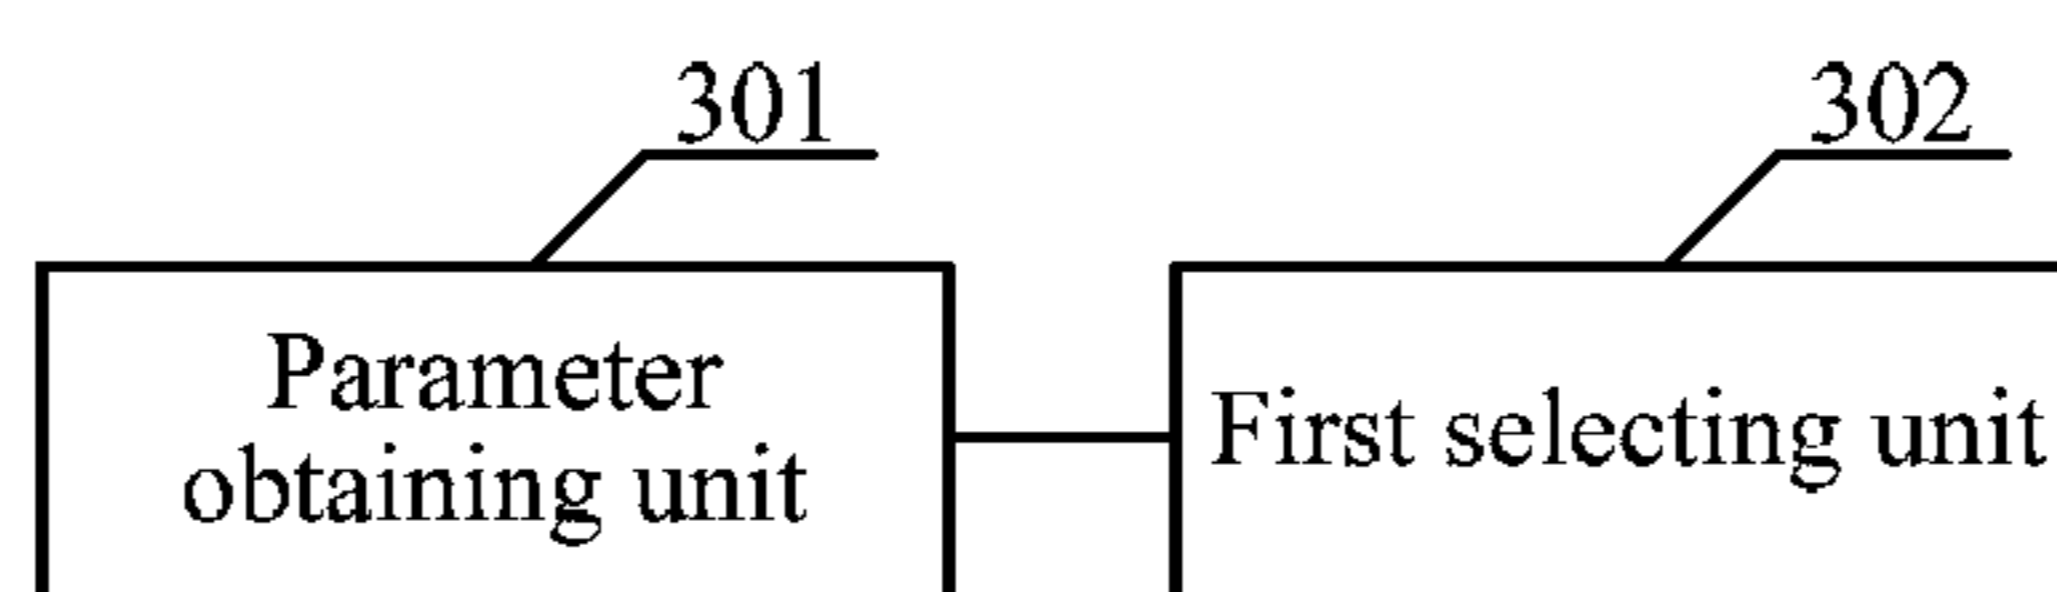 301
302
Parameter
obtaining unit
First selecting unit